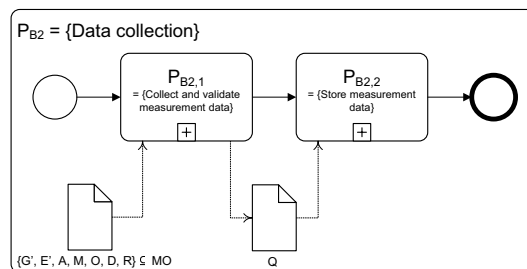 P_B2 = {Data collection}
P_B2,1
= {Collect and validate
measurement data}
+
P_B2,2
= {Store measurement
data}
+
{G', E', A, M, O, D, R} ⊆ MO
Q